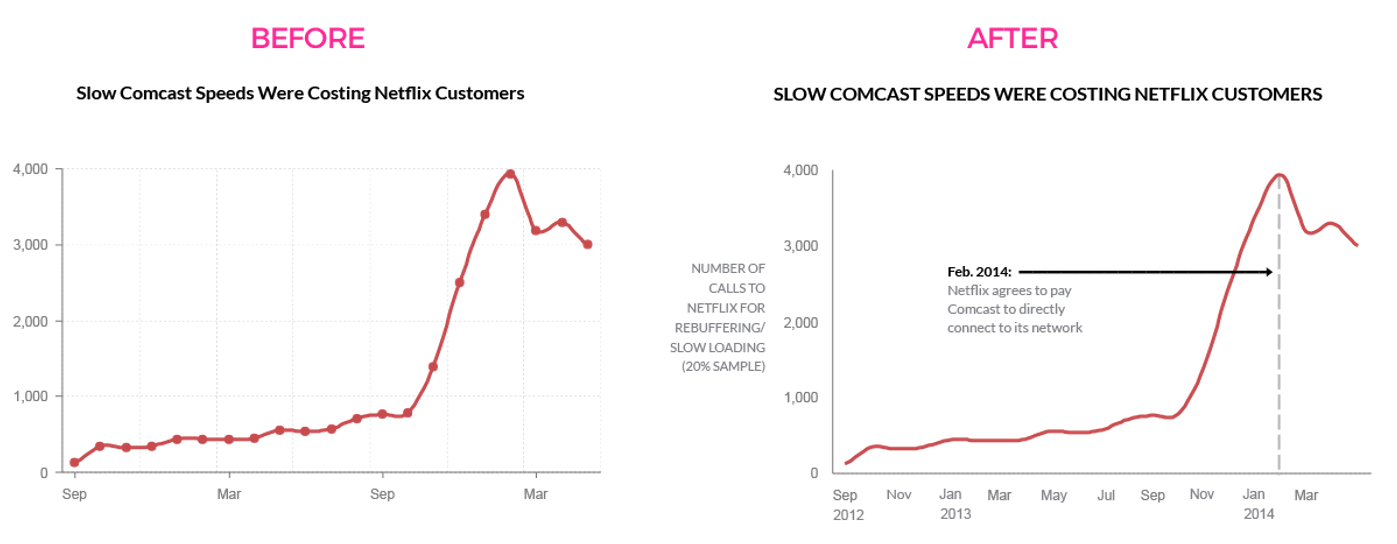 BEFORE
Slow Comcast Speeds Were Costing Netflix Customers
4,000
3,000
2,000
1,000
0
Sep
Mar
Sep
Mar
AFTER
SLOW COMCAST SPEEDS WERE COSTING NETFLIX CUSTOMERS
NUMBER OF
CALLS TO
NETFLIX FOR
REBUFFERING/
SLOW LOADING
(20% SAMPLE)
4,000
3,000
2,000
1,000
0
Feb. 2014:
Netflix agrees to pay
Comcast to directly
connect to its network
Sep Nov Jan Mar May Jul Sep Nov Jan Mar
2012 2013 2014